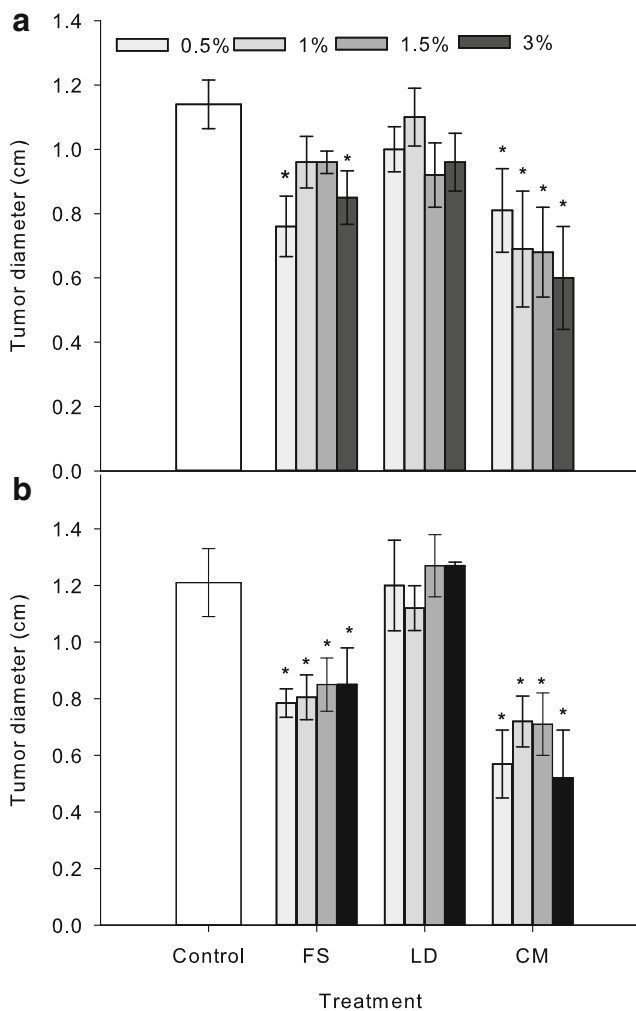 a
0.5% 1% 1.5% 3%
Tumor diameter (cm)
1.4
1.2
1.0
0.8
0.6
0.4
0.2
0.0
* * * * * *
b
Tumor diameter (cm)
1.4
1.2
1.0
0.8
0.6
0.4
0.2
0.0
* * * * * * * *
Control FS LD CM
Treatment